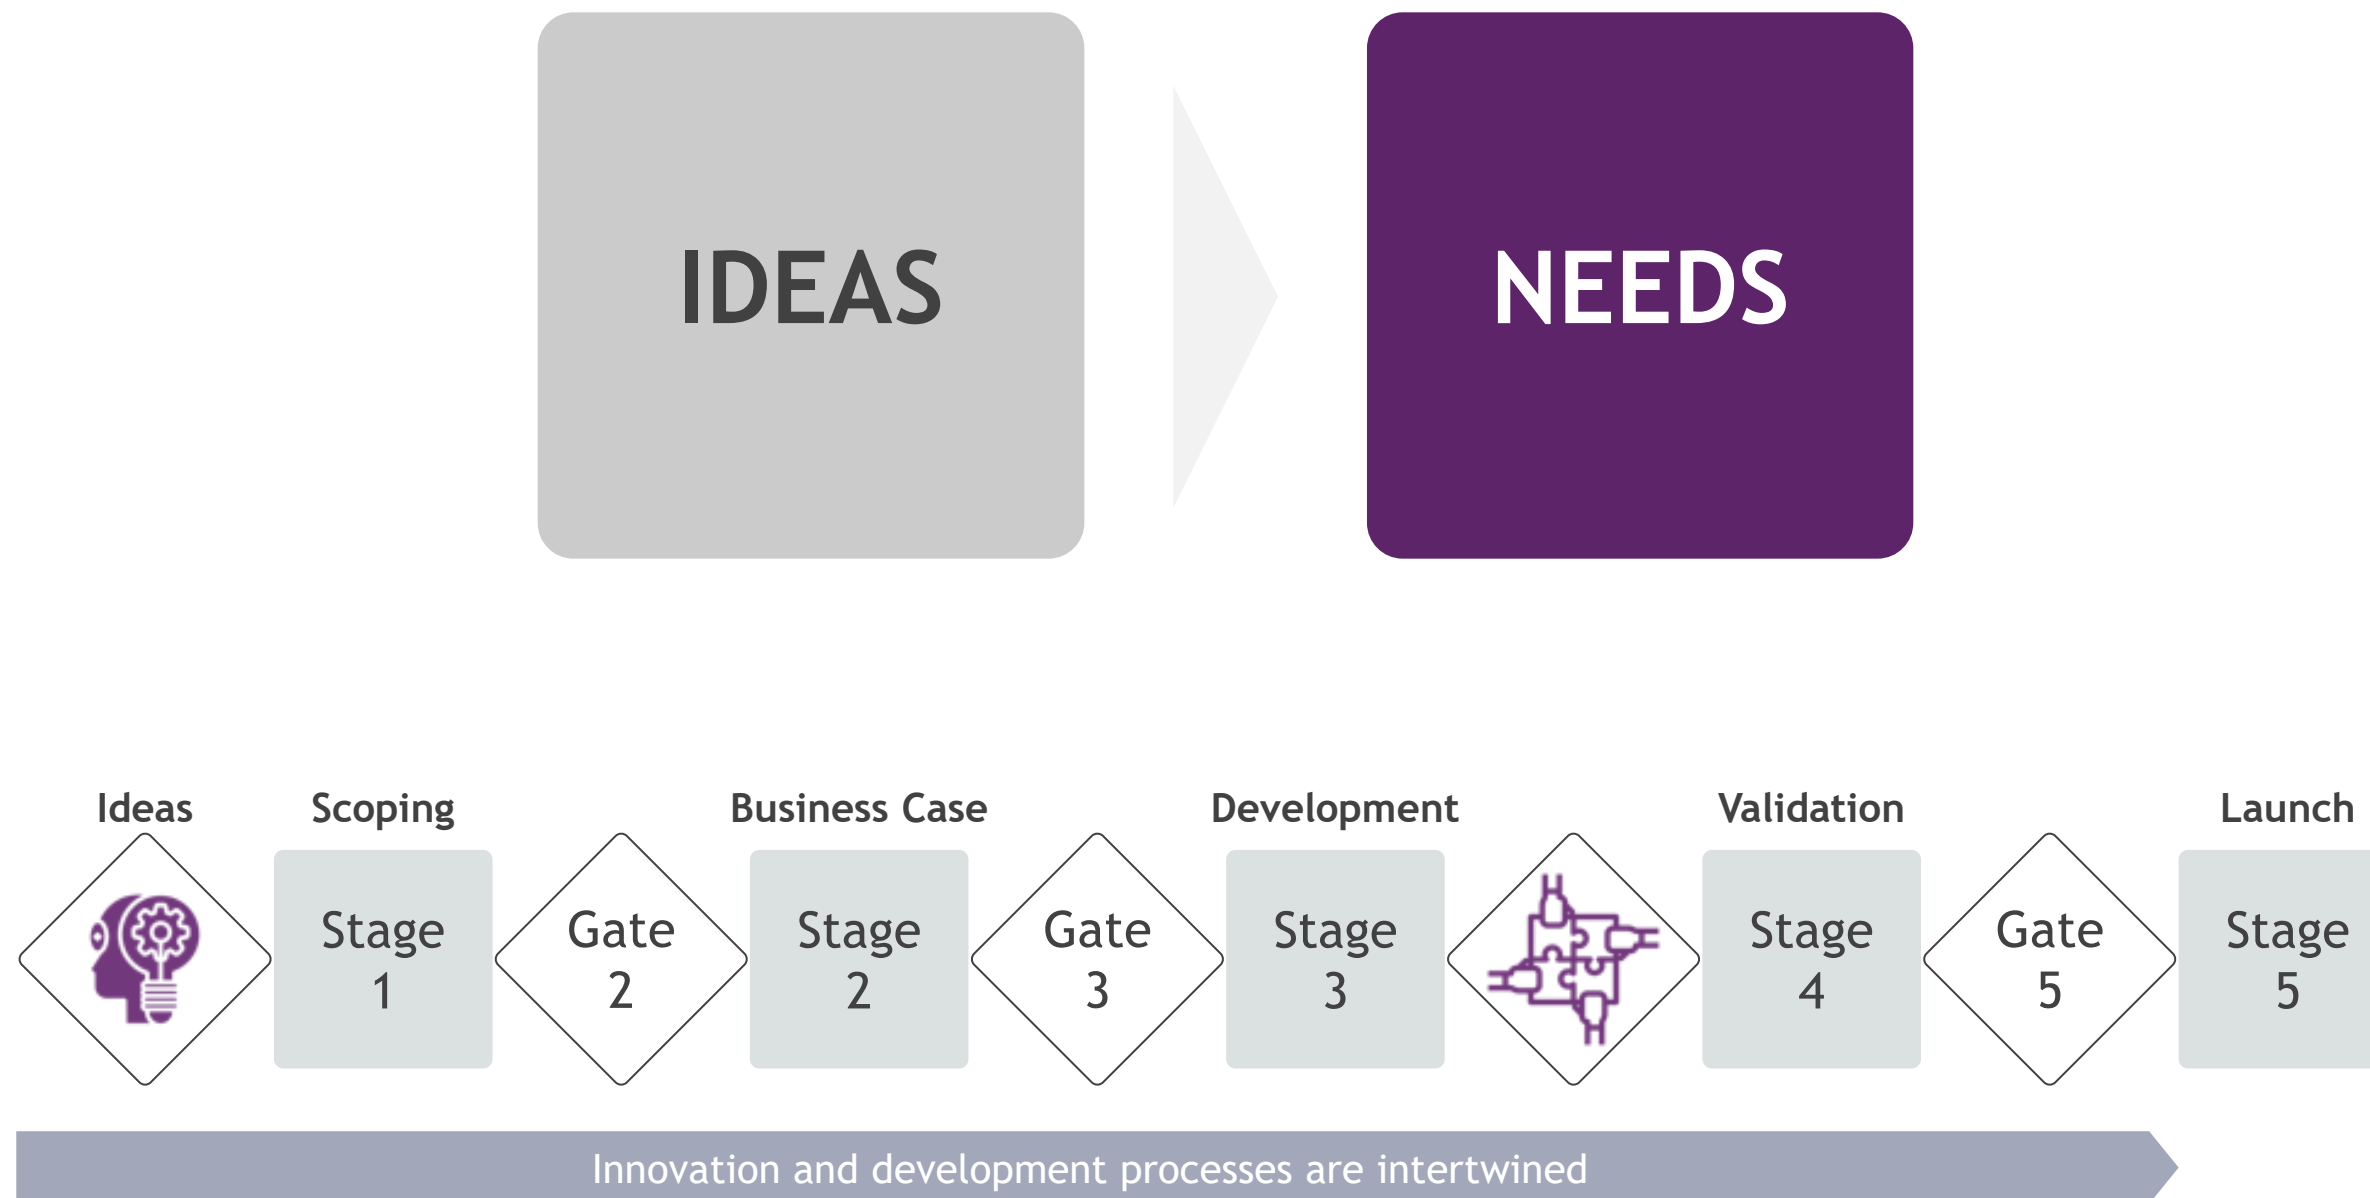 IDEAS
NEEDS
Ideas
Scoping
Business Case
Development
Validation
Launch
Stage
1
Gate
2
Stage
2
Gate
3
Stage
3
Stage
4
Gate
5
Stage
5
Innovation and development processes are intertwined